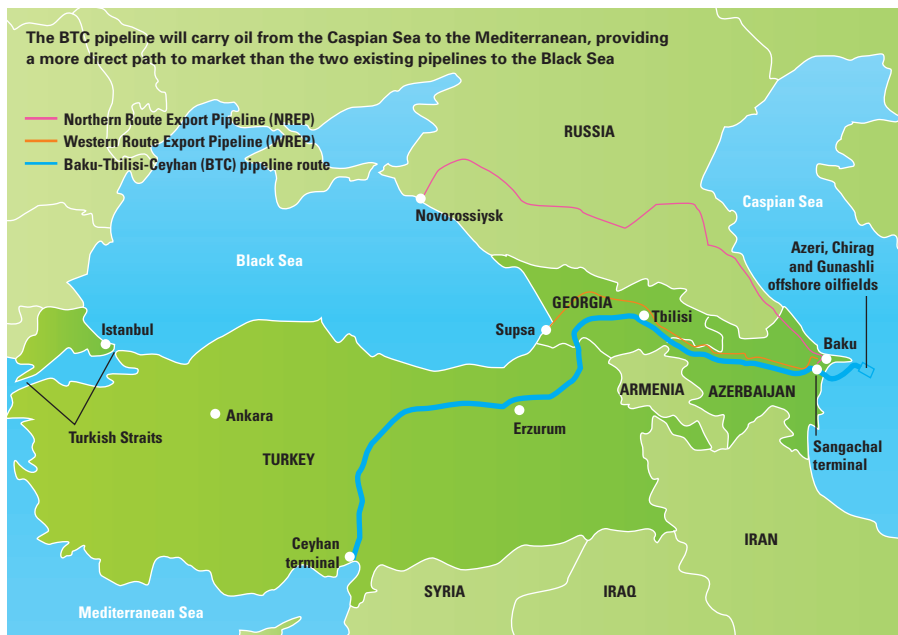 The BTC pipeline will carry oil from the Caspian Sea to the Mediterranean, providing
a more direct path to market than the two existing pipelines to the Black Sea
Northern Route Export Pipeline (NREP)
Western Route Export Pipeline (WREP)
Baku-Tbilisi-Ceyhan (BTC) pipeline route
RUSSIA
Novorossiysk
Caspian Sea
Azeri, Chirag
and Gunashli
offshore oilfields
Black Sea
GEORGIA
Tbilisi
Istanbul
Supsa
Baku
ARMENIA
AZERBAIJAN
Ankara
Erzurum
Turkish Straits
Sangachal
terminal
TURKEY
Ceyhan
terminal
IRAN
SYRIA
IRAQ
Mediterranean Sea